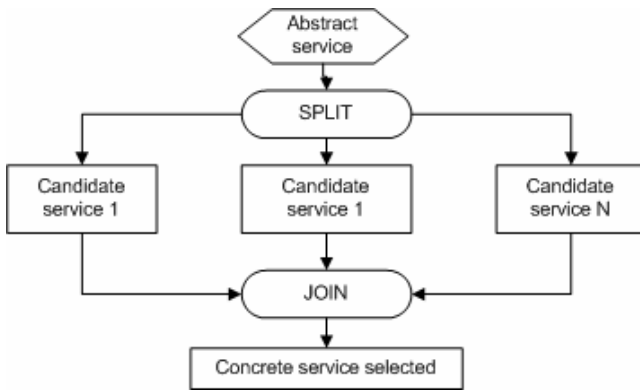 Abstract
service
SPLIT
Candidate
service 1
Candidate
service 1
Candidate
service N
JOIN
Concrete service selected